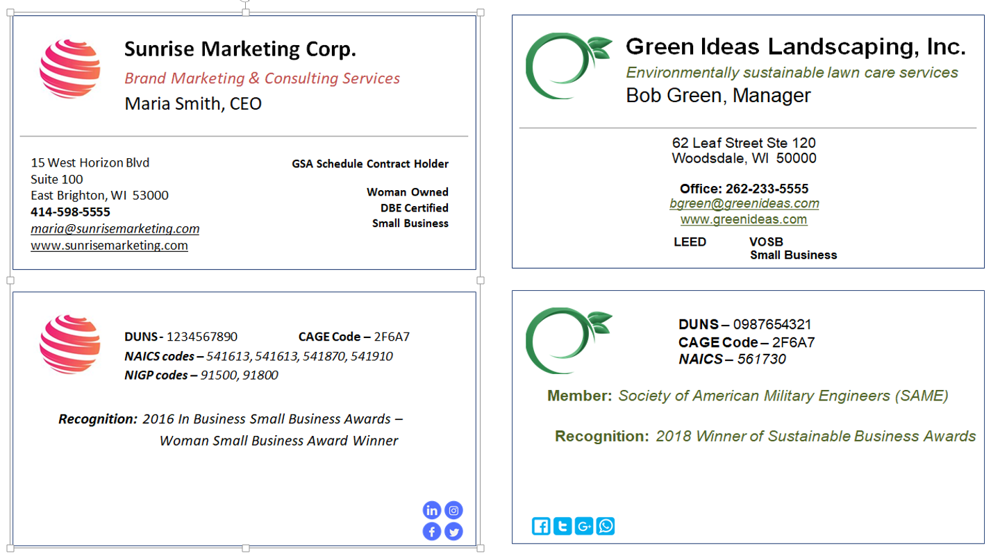 Sunrise Marketing Corp.
Brand Marketing & Consulting Services
Maria Smith, CEO
15 West Horizon Blvd
Suite 100
East Brighton, WI 53000
414-598-5555
maria@sunrisemarketing.com
www.sunrisemarketing.com
GSA Schedule Contract Holder
Woman Owned
DBE Certified
Small Business
Green Ideas Landscaping, Inc.
Environmentally sustainable lawn care services
Bob Green, Manager
62 Leaf Street Ste 120
Woodsdale, WI 50000
Office: 262-233-5555
bgreen@greenideas.com
www.greenideas.com
LEED VOSB
Small Business
DUNS - 1234567890 CAGE Code – 2F6A7
NAICS codes – 541613, 541613, 541870, 541910
NIGP codes – 91500, 91800
Recognition: 2016 In Business Small Business Awards –
Woman Small Business Award Winner
in
f
DUNS – 0987654321
CAGE Code – 2F6A7
NAICS – 561730
Member: Society of American Military Engineers (SAME)
Recognition: 2018 Winner of Sustainable Business Awards
f t G+